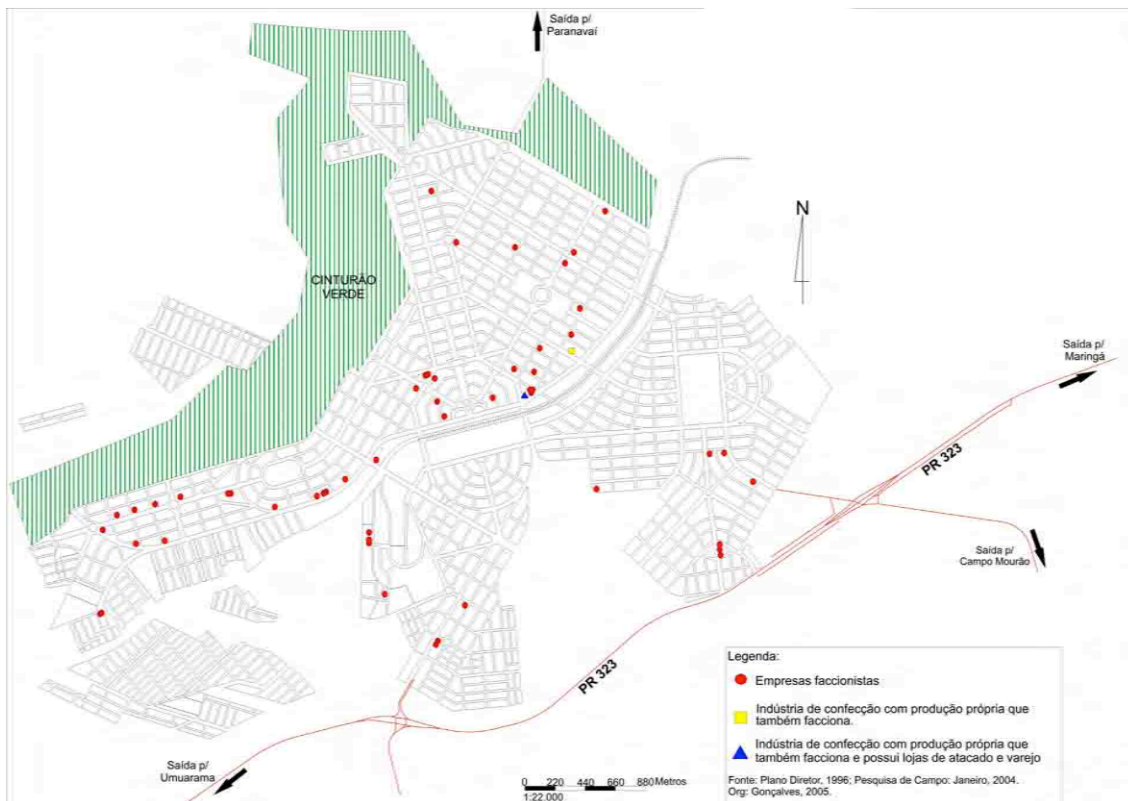 Saída p/
Paranavaí
N
CINTURÃO
VERDE
Saída p/
Maringá
PR 323
Saída p/
Campo Mourão
PR 323
Saída p/
Umuarama
Legenda:
Empresas faccionistas
Indústria de confecção com produção própria que
também facciona.
Indústria de confecção com produção própria que
também facciona e possui lojas de atacado e varejo
0 220 440 660 880 Metros
1:22.000
Fonte: Plano Diretor, 1996; Pesquisa de Campo: Janeiro, 2004.
Org: Gonçalves, 2005.